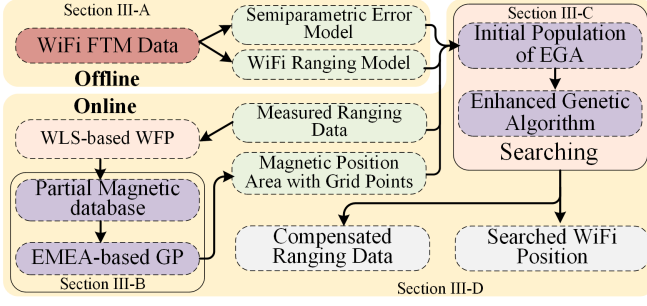 Section III-A
WiFi FTM Data
Offline
Semiparametric Error
Model
WiFi Ranging Model
Section III-C
Initial Population
of EGA
Enhanced Genetic
Algorithm
Searching
Online
WLS-based WFP
Measured Ranging
Data
Partial Magnetic
database
Magnetic Position
Area with Grid Points
EMEA-based GP
Section III-B
Compensated
Ranging Data
Searched WiFi
Position
Section III-D